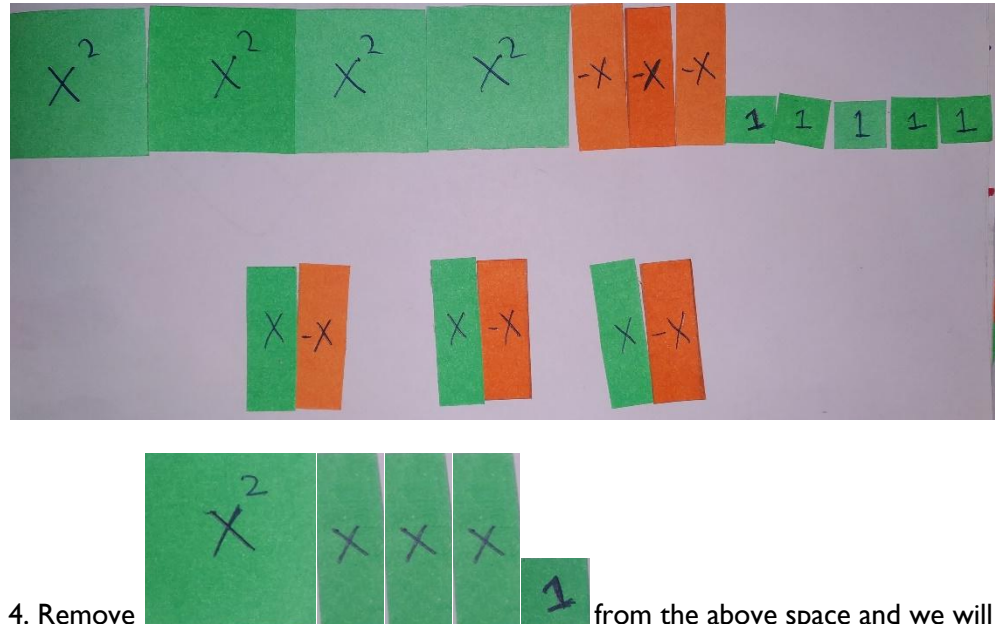 x² x² x² x² -x -x -x 1 1 1 1 1
x -x x -x x -x
x² x x x 1
4. Remove from the above space and we will